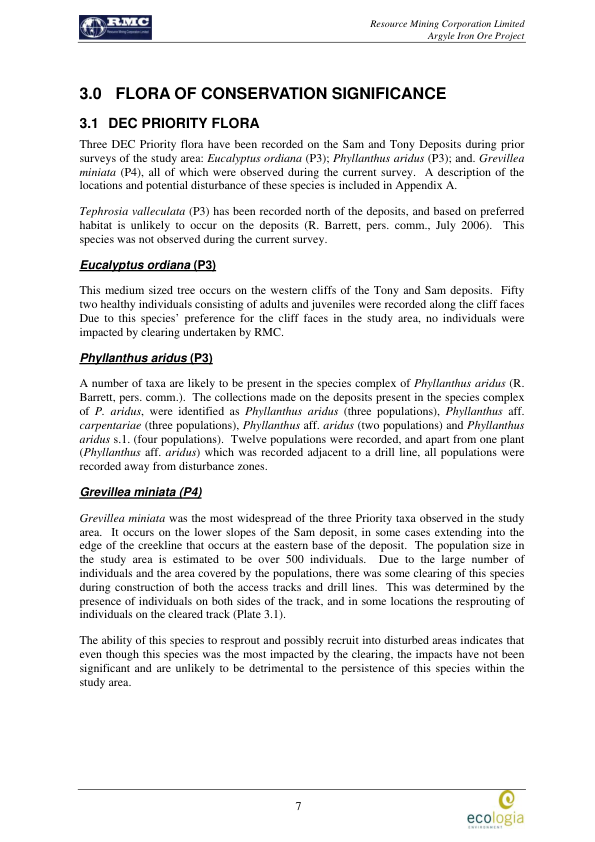 RMC
Resource Mining Corporation Limited
Resource Mining Corporation Limited
Argyle Iron Ore Project
3.0 FLORA OF CONSERVATION SIGNIFICANCE
3.1 DEC PRIORITY FLORA
Three DEC Priority flora have been recorded on the Sam and Tony Deposits during prior
surveys of the study area: Eucalyptus ordiana (P3); Phyllanthus aridus (P3); and. Grevillea
miniata (P4), all of which were observed during the current survey. A description of the
locations and potential disturbance of these species is included in Appendix A.
Tephrosia valleculata (P3) has been recorded north of the deposits, and based on preferred
habitat is unlikely to occur on the deposits (R. Barrett, pers. comm., July 2006). This
species was not observed during the current survey.
Eucalyptus ordiana (P3)
This medium sized tree occurs on the western cliffs of the Tony and Sam deposits. Fifty
two healthy individuals consisting of adults and juveniles were recorded along the cliff faces
Due to this species' preference for the cliff faces in the study area, no individuals were
impacted by clearing undertaken by RMC.
Phyllanthus aridus (P3)
A number of taxa are likely to be present in the species complex of Phyllanthus aridus (R.
Barrett, pers. comm.). The collections made on the deposits present in the species complex
of P. aridus, were identified as Phyllanthus aridus (three populations), Phyllanthus aff.
carpentariae (three populations), Phyllanthus aff. aridus (two populations) and Phyllanthus
aridus s.1. (four populations). Twelve populations were recorded, and apart from one plant
(Phyllanthus aff. aridus) which was recorded adjacent to a drill line, all populations were
recorded away from disturbance zones.
Grevillea miniata (P4)
Grevillea miniata was the most widespread of the three Priority taxa observed in the study
area. It occurs on the lower slopes of the Sam deposit, in some cases extending into the
edge of the creekline that occurs at the eastern base of the deposit. The population size in
the study area is estimated to be over 500 individuals. Due to the large number of
individuals and the area covered by the populations, there was some clearing of this species
during construction of both the access tracks and drill lines. This was determined by the
presence of individuals on both sides of the track, and in some locations the resprouting of
individuals on the cleared track (Plate 3.1).
The ability of this species to resprout and possibly recruit into disturbed areas indicates that
even though this species was the most impacted by the clearing, the impacts have not been
significant and are unlikely to be detrimental to the persistence of this species within the
study area.
7
ecologia
ENVIRONMENT